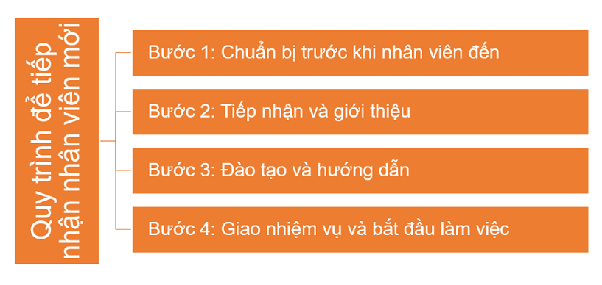 Quy trình để tiếp
nhận nhân viên mới
Bước 1: Chuẩn bị trước khi nhân viên đến
Bước 2: Tiếp nhận và giới thiệu
Bước 3: Đào tạo và hướng dẫn
Bước 4: Giao nhiệm vụ và bắt đầu làm việc